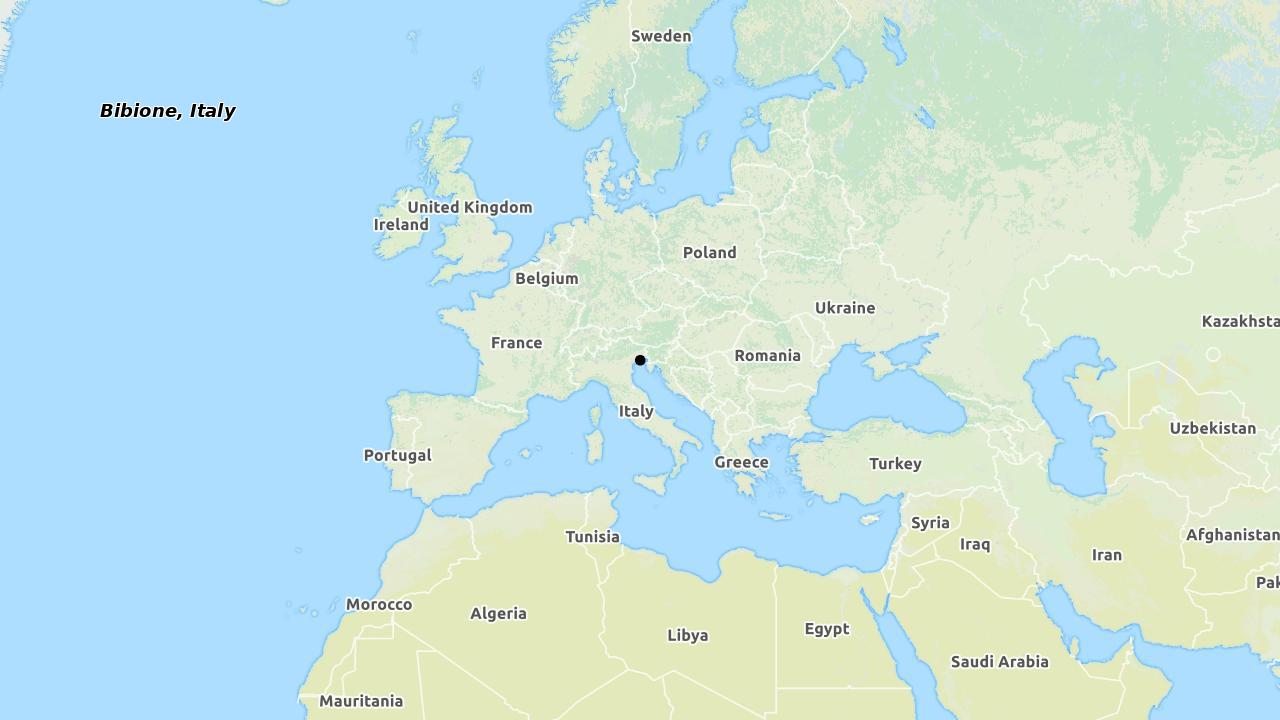 Sweden
Bibione, Italy
United Kingdom
Ireland
Poland
Belgium
Ukraine
Kazakhsta
France
Romania
Italy
Uzbekistan
Portugal
Greece
Turkey
Syria
Tunisia
Afghanistan
Iraq
Iran
Pak
Morocco
Algeria
Egypt
Libya
Saudi Arabia
Mauritania